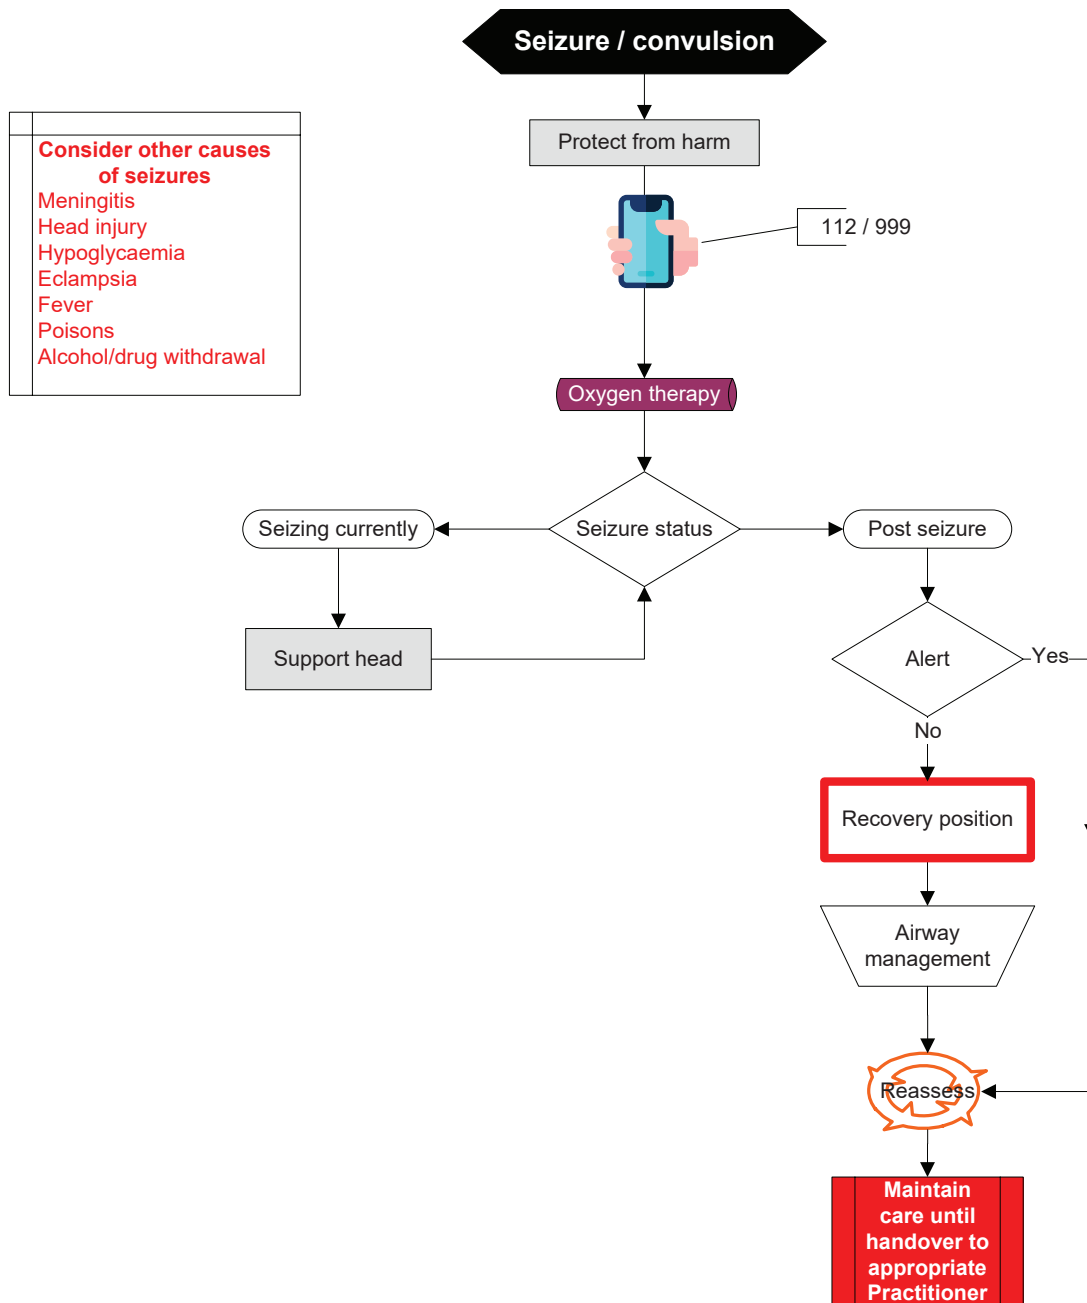 Seizure / convulsion
Protect from harm
112 / 999
Consider other causes
of seizures
Meningitis
Head injury
Hypoglycaemia
Eclampsia
Fever
Poisons
Alcohol/drug withdrawal
Oxygen therapy
Seizing currently
Seizure status
Post seizure
Support head
Alert
Yes
No
Recovery position
Airway
management
Reassess
Maintain
care until
handover to
appropriate
Practitioner